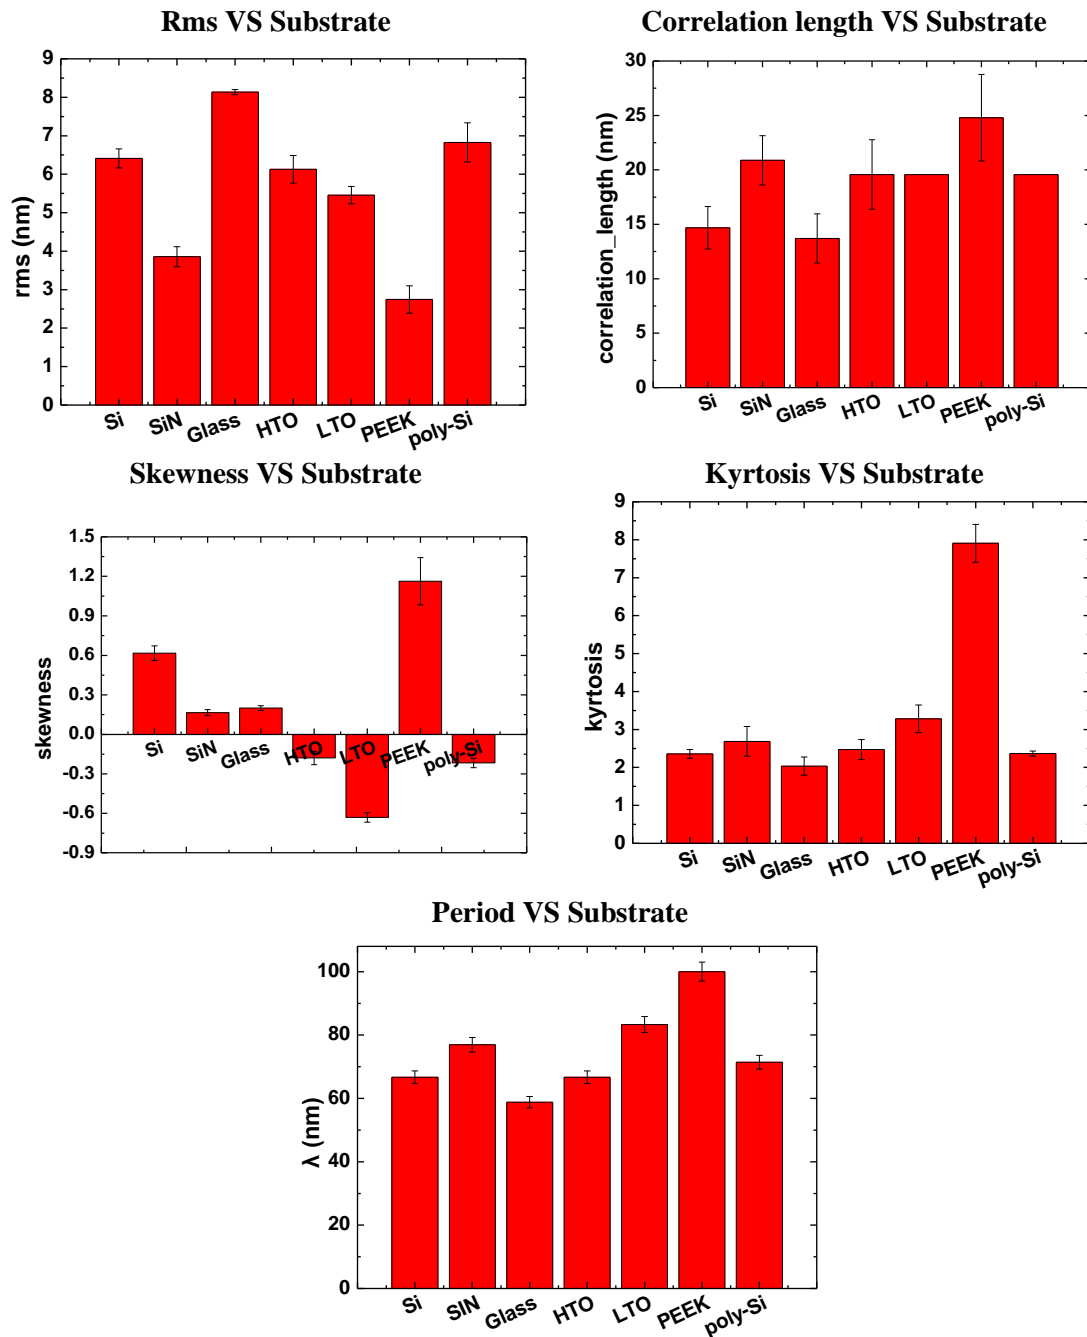 Rms VS Substrate
9
8
7
6
5
4
3
2
1
0
rms (nm)
Si SiN Glass HTO LTO PEEK poly-Si
Correlation length VS Substrate
30
25
20
15
10
5
0
correlation_length (nm)
Si SiN Glass HTO LTO PEEK poly-Si
Skewness VS Substrate
1.5
1.2
0.9
0.6
0.3
0.0
-0.3
-0.6
-0.9
skewness
Si SiN Glass HTO LTO PEEK poly-Si
Kyrtosis VS Substrate
9
8
7
6
5
4
3
2
1
0
kyrtosis
Si SiN Glass HTO LTO PEEK poly-Si
Period VS Substrate
100
80
60
40
20
0
λ (nm)
Si SIN Glass HTO LTO PEEK poly-Si